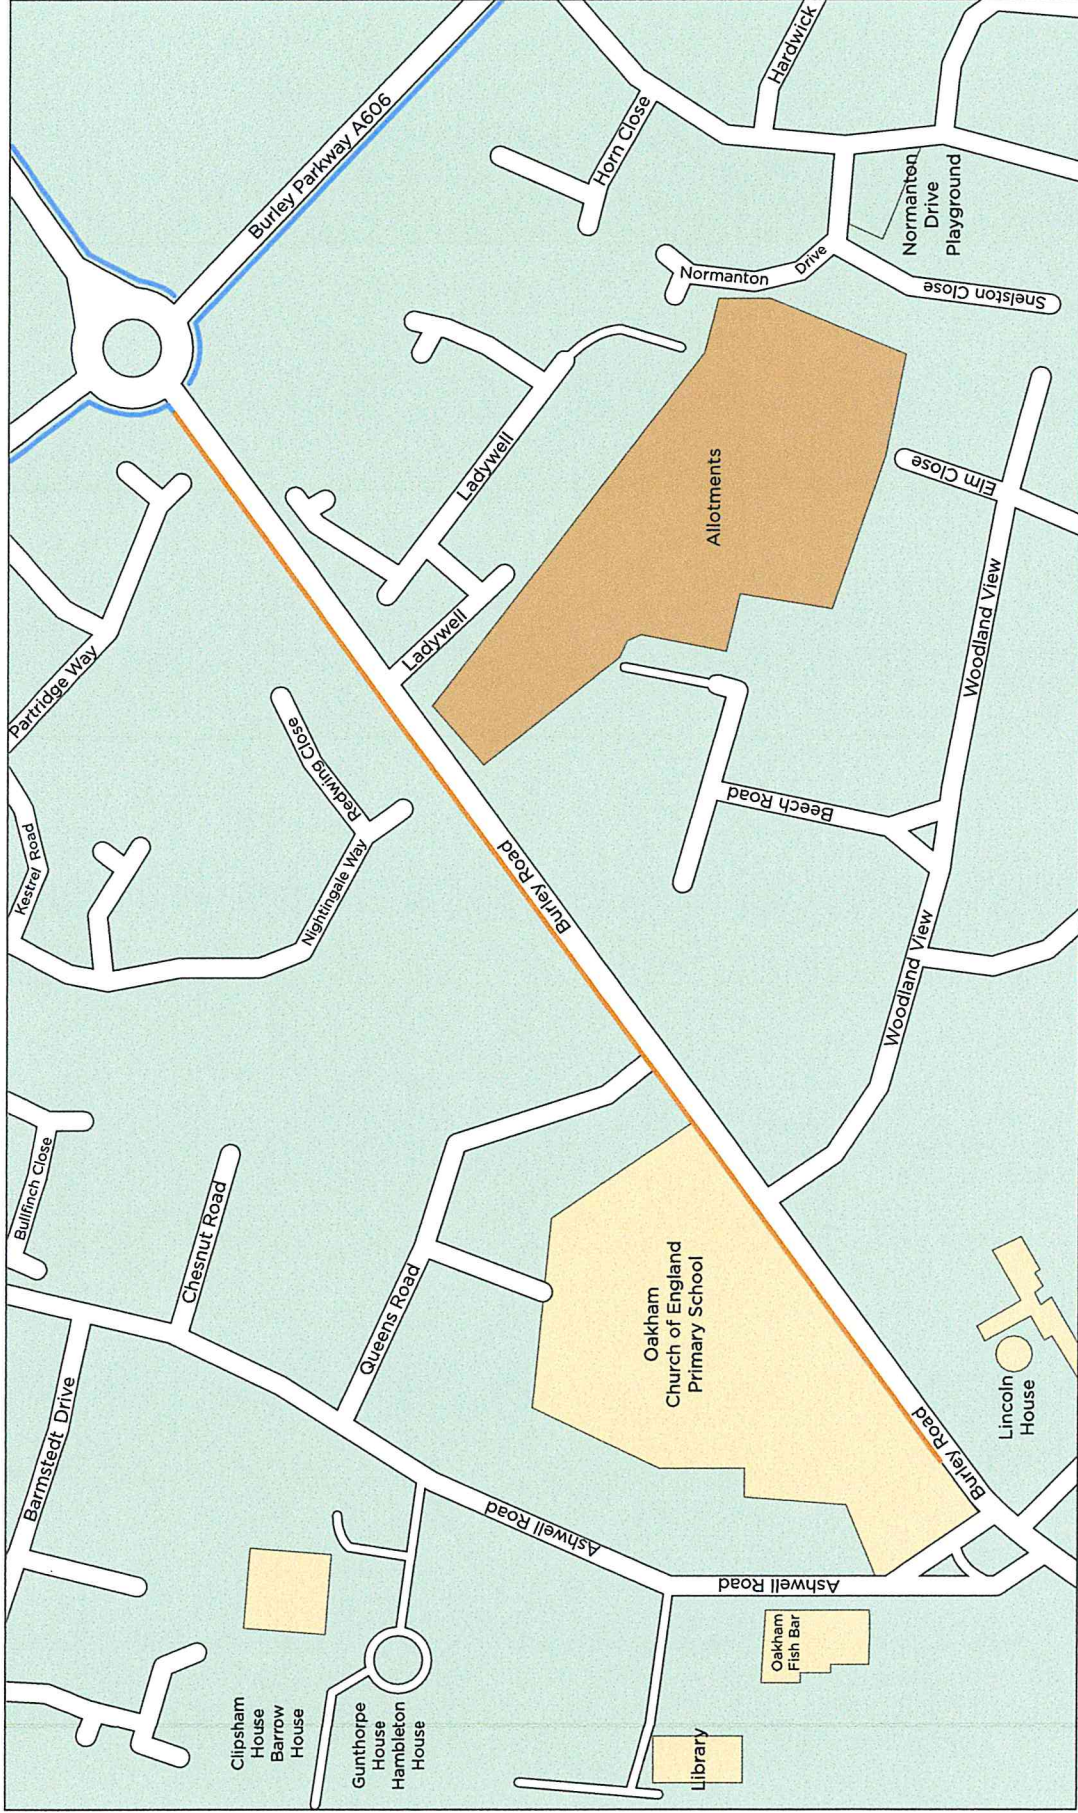 Burley Parkway A606
Hardwick
Horn Close
Normanton
Drive
Playground
Normanton
Drive
Snelston Close
Partridge Way
Ladywell
Ladywell
Allotments
Elm Close
Woodland View
Kestrel Road
Redwing Close
Nightingale Way
Burley Road
Beech Road
Woodland View
Bullfinch Close
Chesnut Road
Queens Road
Oakham
Church of England
Primary School
Barmstedt Drive
Ashwell Road
Ashwell Road
Burley Road
Lincoln
House
Oakham
Fish Bar
Clipsham
House
Barrow
House
Gunthorpe
House
Hambleton
House
Library